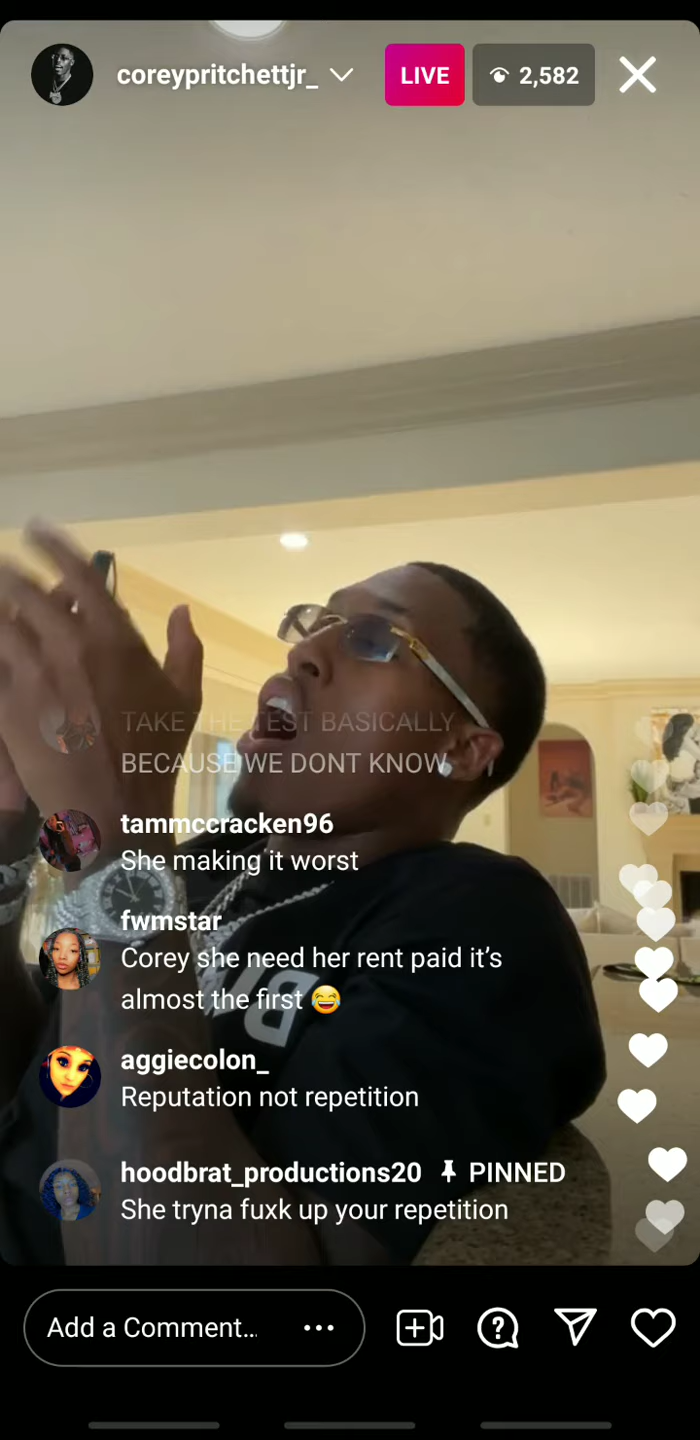 coreypritchettjr_
LIVE
2,582
TAKE THE TEST BASICALLY
BECAUSE WE DONT KNOW
tammccracken96
She making it worst
fwmstar
Corey she need her rent paid it’s
almost the first 😂
aggiecolon_
Reputation not repetition
hoodbrat_productions20 PINNED
She tryna fuxk up your repetition
Add a Comment…